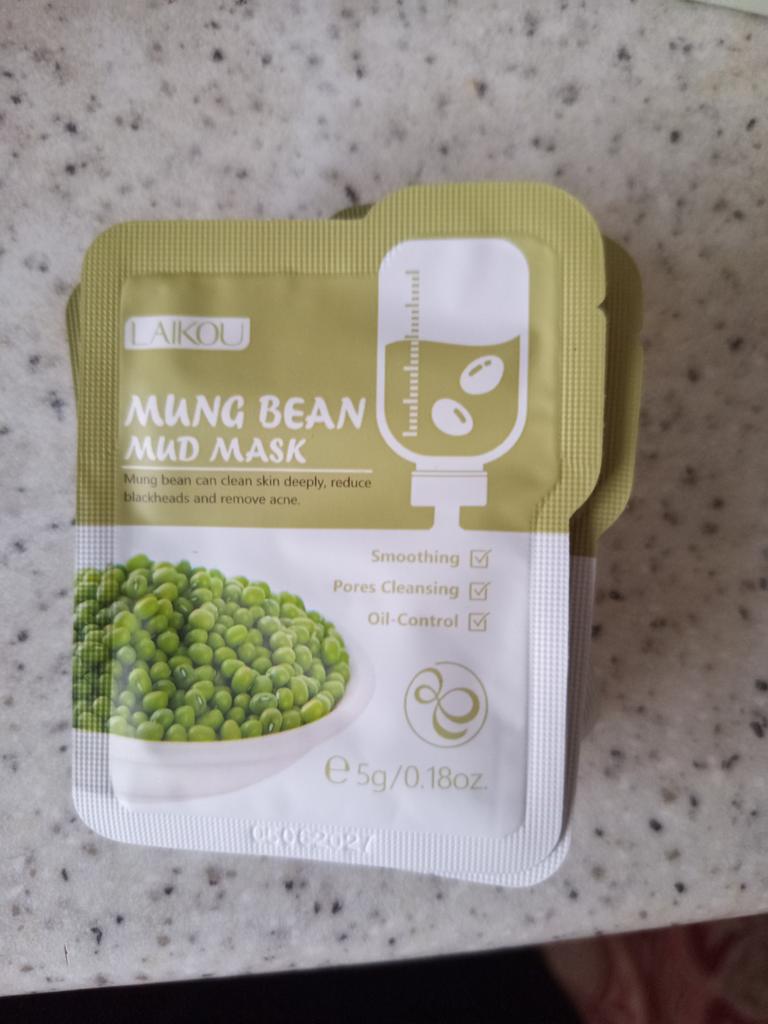 LAIKOU
MUNG BEAN
MUD MASK
Mung bean can clean skin deeply, reduce
blackheads and remove acne.
Smoothing
Pores Cleansing
Oil-Control
e 5g/0.18oz.